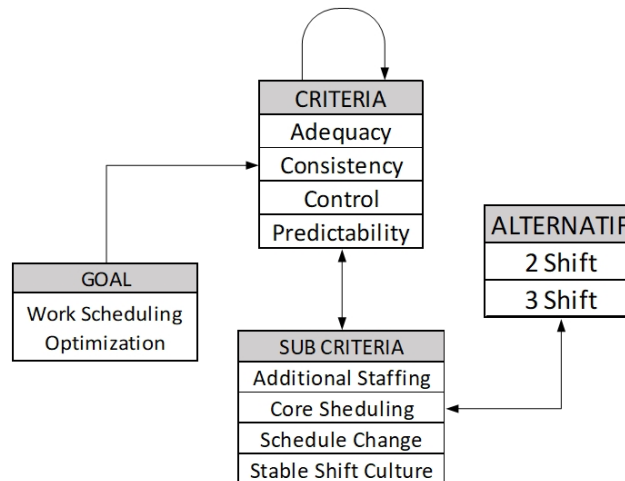 CRITERIA
Adequacy
Consistency
Control
Predictability
GOAL
Work Scheduling
Optimization
ALTERNATIF
2 Shift
3 Shift
SUB CRITERIA
Additional Staffing
Core Sheduling
Schedule Change
Stable Shift Culture